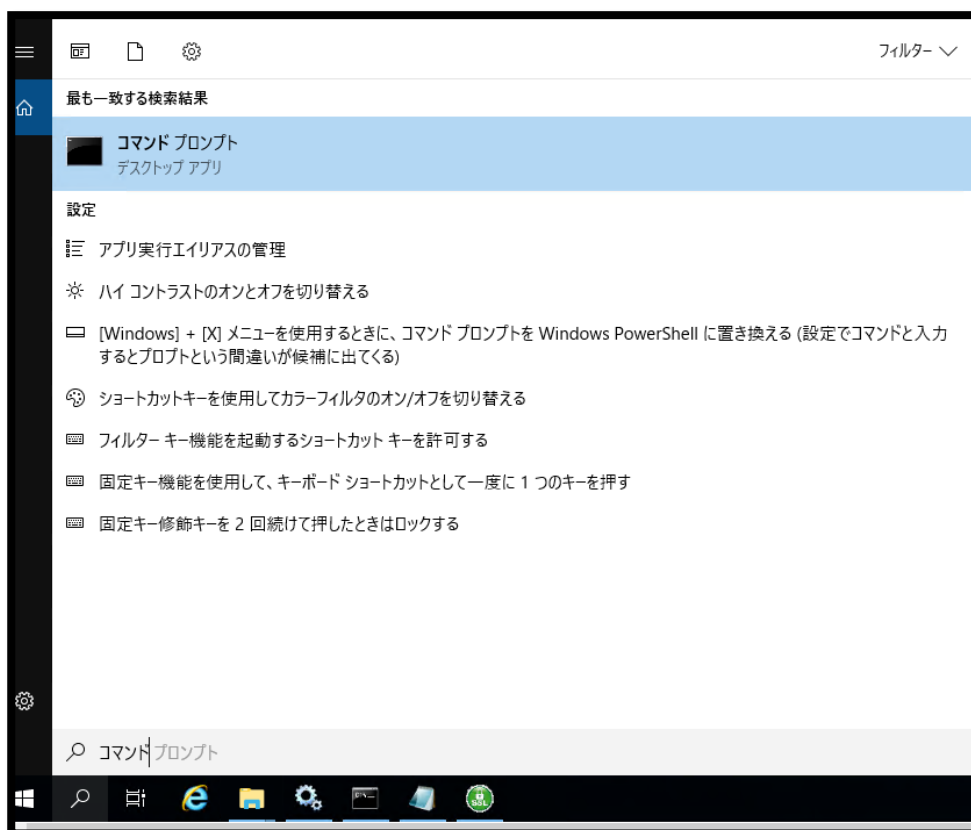 フィルター
最も一致する検索結果
コマンド プロンプト
デスクトップ アプリ
設定
アプリ実行エイリアスの管理
ハイ コントラストのオンとオフを切り替える
[Windows] + [X] メニューを使用するときに、コマンド プロンプトを Windows PowerShell に置き換える (設定でコマンドと入力
するとプロプトという間違いが候補に出てくる)
ショートカットキーを使用してカラーフィルタのオン/オフを切り替える
フィルター キー機能を起動するショートカット キーを許可する
固定キー機能を使用して、キーボード ショートカットとして一度に 1 つのキーを押す
固定キー修飾キーを 2 回続けて押したときはロックする
コマンド プロンプト
SSL